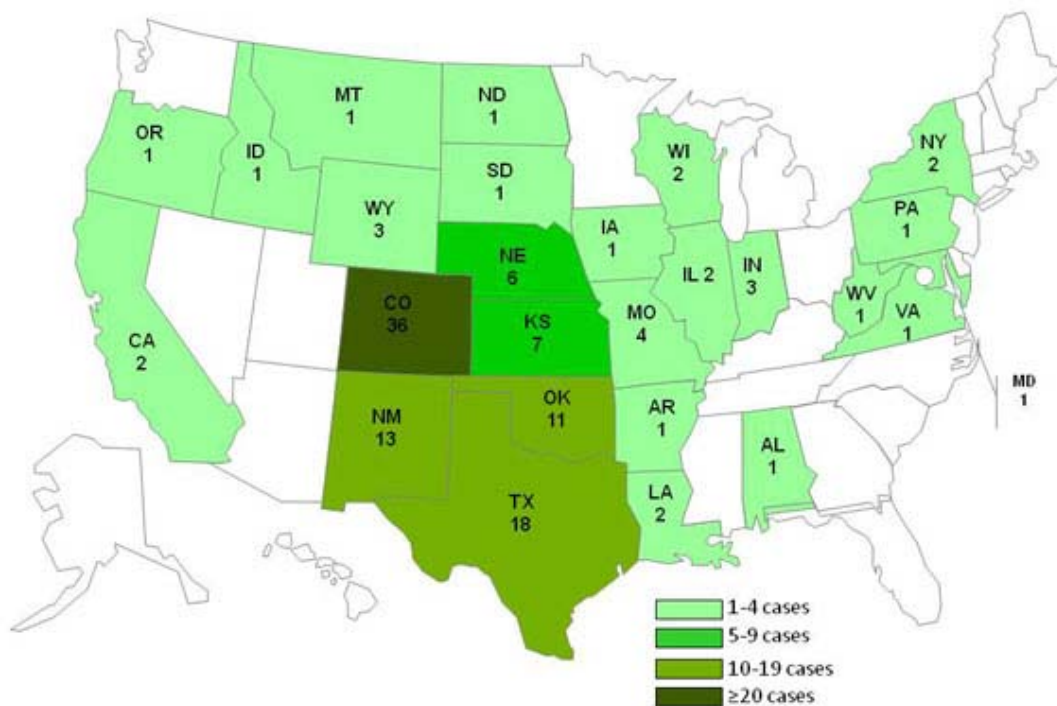 MT
1
ND
1
OR
1
ID
1
SD
1
WI
2
NY
2
WY
3
IA
1
PA
1
NE
6
IL 2
IN
3
CO
36
WV
1
VA
1
KS
7
MO
4
CA
2
MD
1
NM
13
OK
11
AR
1
AL
1
TX
18
LA
2
1-4 cases
5-9 cases
10-19 cases
≥20 cases